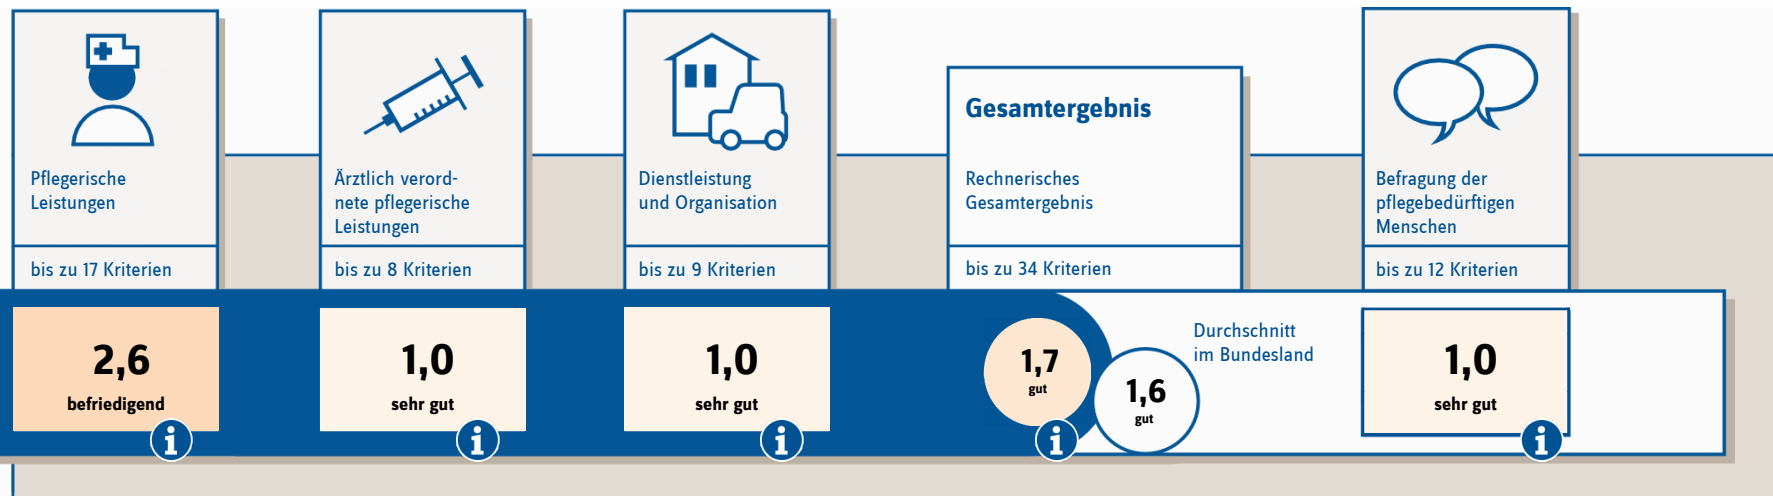 Pflegerische
Leistungen
bis zu 17 Kriterien
2,6
befriedigend
i
Ärztlich verord-
nete pflegerische
Leistungen
bis zu 8 Kriterien
1,0
sehr gut
i
Dienstleistung
und Organisation
bis zu 9 Kriterien
1,0
sehr gut
i
Gesamtergebnis
Rechnerisches
Gesamtergebnis
bis zu 34 Kriterien
1,7
gut
i
Durchschnitt
im Bundesland
1,6
gut
Befragung der
pflegebedürftigen
Menschen
bis zu 12 Kriterien
1,0
sehr gut
i